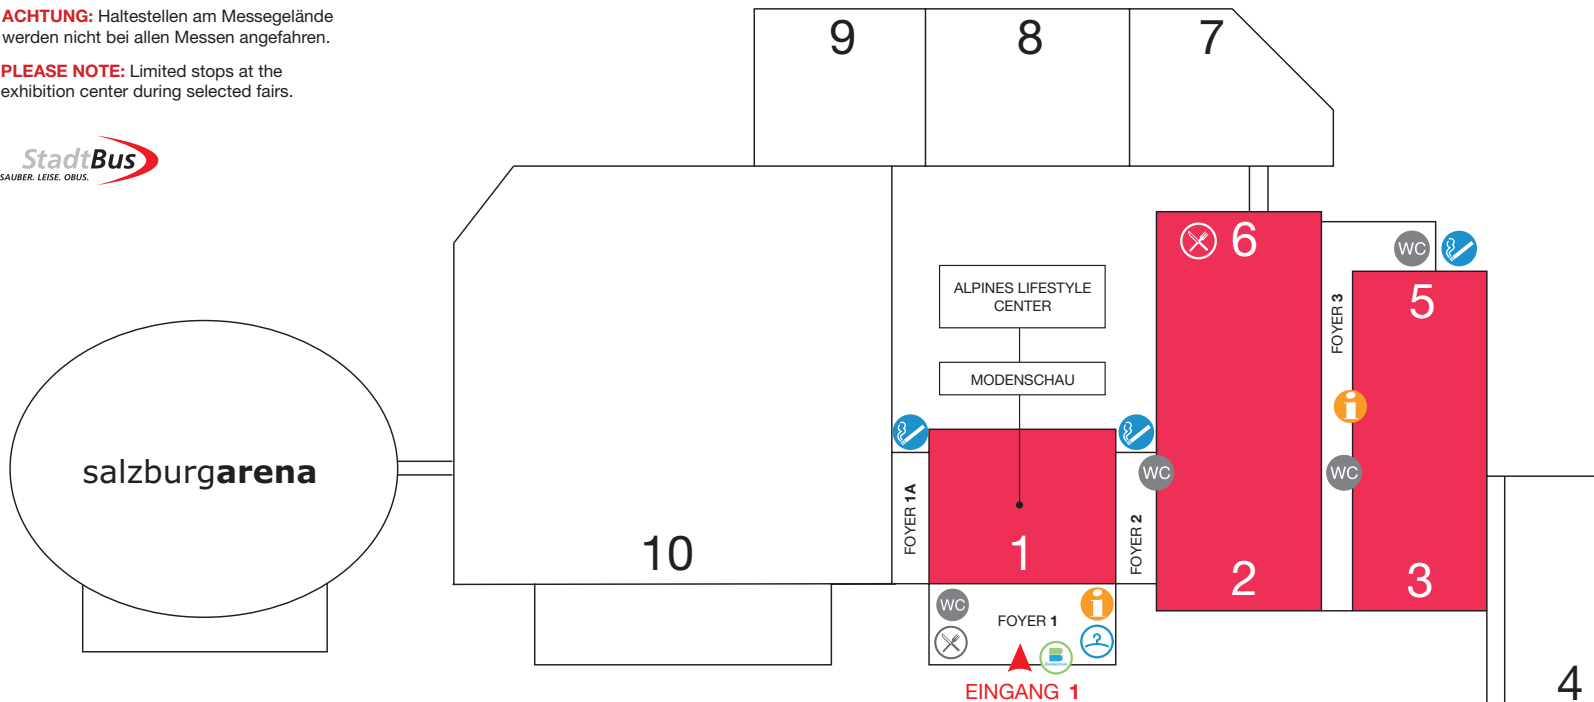 ACHTUNG: Haltestellen am Messegelände
werden nicht bei allen Messen angefahren.
PLEASE NOTE: Limited stops at the
exhibition center during selected fairs.
StadtBus
SAUBER. LEISE. OBUS.
9
8
7
6
WC
5
ALPINES LIFESTYLE
CENTER
MODENSCHAU
FOYER 3
i
salzburgarena
WC
WC
10
FOYER 1A
1
FOYER 2
2
3
WC
i
FOYER 1
EINGANG 1
4